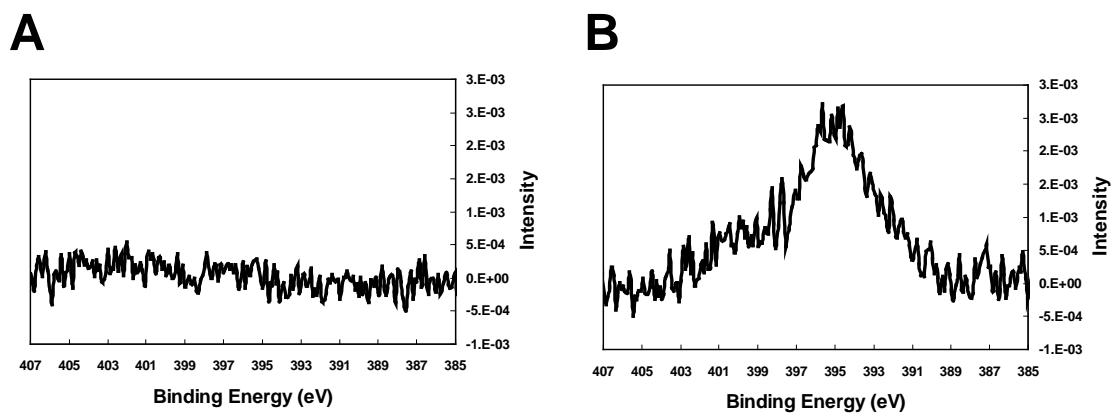 A
B
3.E-03
3.E-03
2.E-03
2.E-03
1.E-03
5.E-04
0.E+00
-5.E-04
-1.E-03
Intensity
407 405 403 401 399 397 395 393 391 389 387 385
Binding Energy (eV)
3.E-03
3.E-03
2.E-03
2.E-03
1.E-03
5.E-04
0.E+00
-5.E-04
-1.E-03
Intensity
407 405 403 401 399 397 395 393 391 389 387 385
Binding Energy (eV)